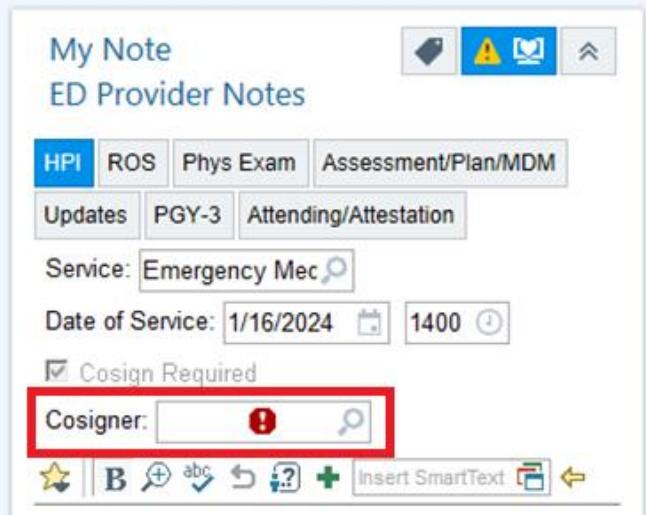 My Note
ED Provider Notes
HPI ROS Phys Exam Assessment/Plan/MDM
Updates PGY-3 Attending/Attestation
Service: Emergency Mec
Date of Service: 1/16/2024 1400
Cosign Required
Cosigner:
B abc Insert SmartText